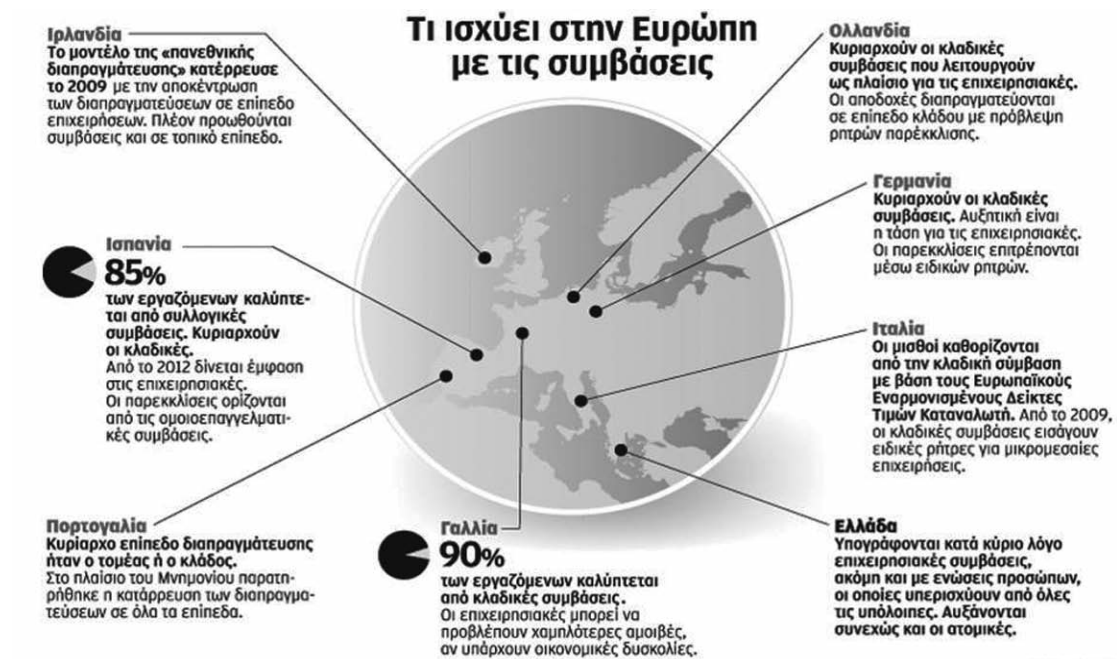 Τι ισχύει στην Ευρώπη
με τις συμβάσεις
Ιρλανδία
Το μοντέλο της «πανεθνικής
διαπραγμάτευσης» κατέρρευσε
το 2009 με την αποκέντρωση
των διαπραγματεύσεων σε επίπεδο
επιχειρήσεων. Πλέον προωθούνται
συμβάσεις και σε τοπικό επίπεδο.
Ισπανία
85%
των εργαζόμενων καλύπτε-
ται από συλλογικές
συμβάσεις. Κυριαρχούν
οι κλαδικές.
Από το 2012 δίνεται έμφαση
στις επιχειρησιακές.
Οι παρεκκλίσεις ορίζονται
από τις ομοιοεπαγγελματι-
κές συμβάσεις.
Πορτογαλία
Κυρίαρχο επίπεδο διαπραγμάτευσης
ήταν ο τομέας ή ο κλάδος.
Στο πλαίσιο του Μνημονίου παρατη-
ρήθηκε η κατάρρευση των διαπραγμα-
τεύσεων σε όλα τα επίπεδα.
Γαλλία
90%
των εργαζόμενων καλύπτεται
από κλαδικές συμβάσεις.
Οι επιχειρησιακές μπορεί να
προβλέπουν χαμπλότερες αμοιβές,
αν υπάρχουν οικονομικές δυσκολίες.
Ολλανδία
Κυριαρχούν οι κλαδικές
συμβάσεις που λειτουργούν
ως πλαίσιο για τις επιχειρησιακές.
Οι αποδοχές διαπραγματεύονται
σε επίπεδο κλάδου με πρόβλεψη
ρητρών παρέκκλισης.
Γερμανία
Κυριαρχούν οι κλαδικές
συμβάσεις. Αυξητική είναι
η τάση για τις επιχειρησιακές.
Οι παρεκκλίσεις επιτρέπονται
μέσω ειδικών ρητρών.
Ιταλία
Οι μισθοί καθορίζονται
από την κλαδική σύμβαση
με βάση τους Ευρωπαϊκούς
Εναρμονισμένους Δείκτες
Τιμών Καταναλωτή. Από το 2009,
οι κλαδικές συμβάσεις εισάγουν
ειδικές ρήτρες για μικρομεσαίες
επιχειρήσεις.
Ελλάδα
Υπογράφονται κατά κύριο λόγο
επιχειρησιακές συμβάσεις,
ακόμη και με ενώσεις προσώπων,
οι οποίες υπερισχύουν από όλες
τις υπόλοιπες. Αυξάνονται
συνεχώς και οι ατομικές.